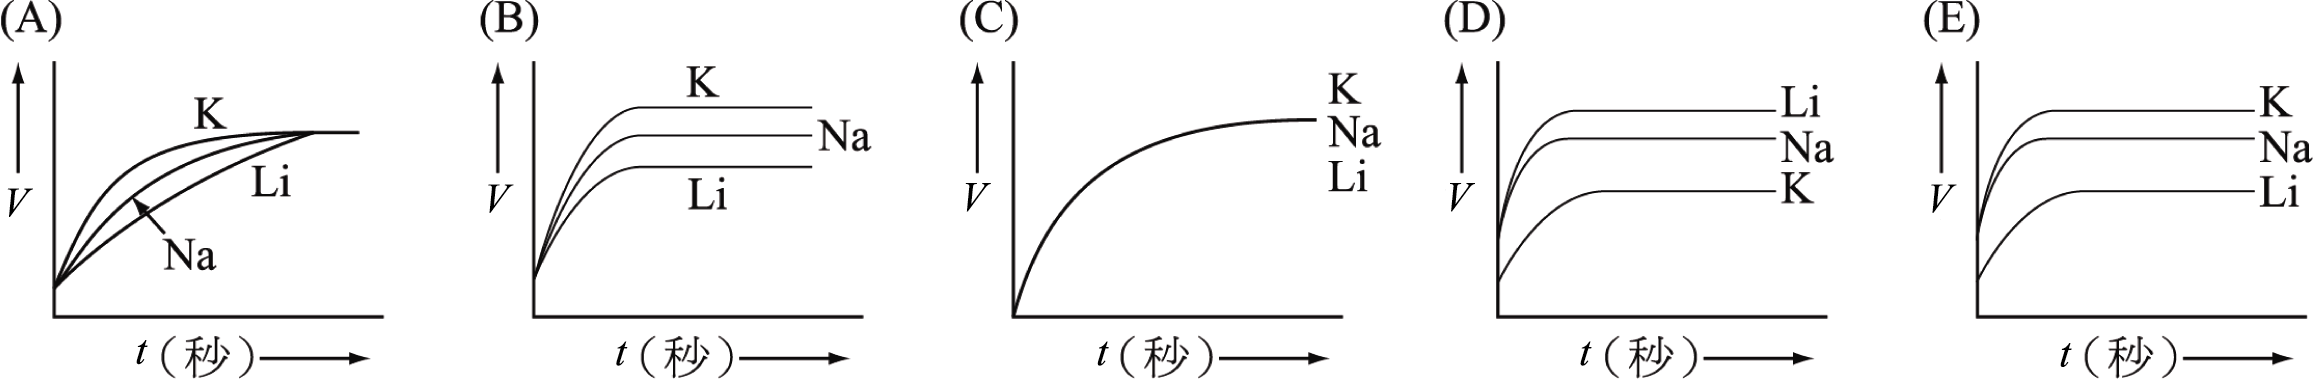 (A)
V
K
Na
Li
t(秒)
(B)
V
K
Na
Li
t(秒)
(C)
V
K
Na
Li
t(秒)
(D)
V
Li
Na
K
t(秒)
(E)
V
K
Na
Li
t(秒)